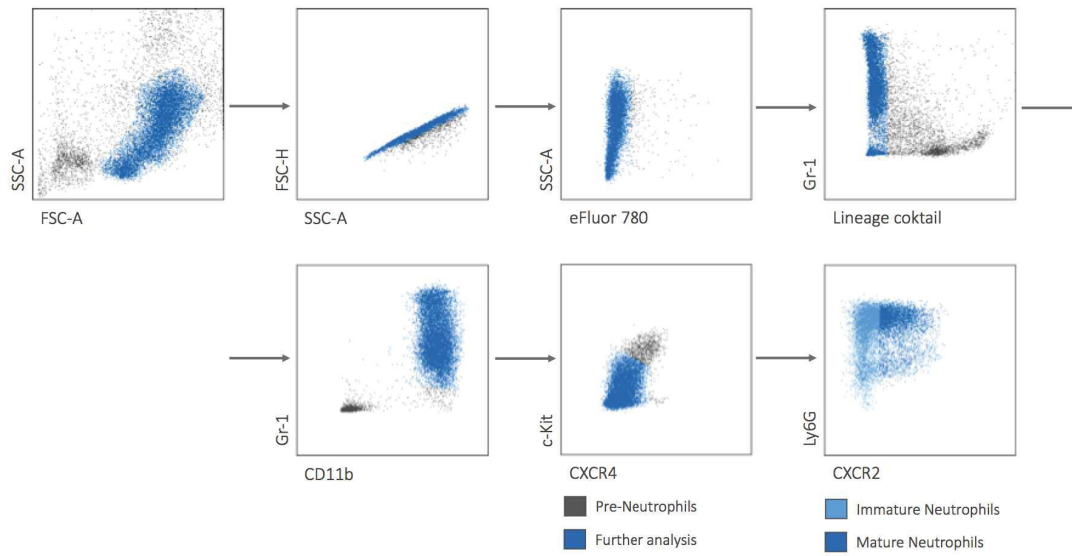 SSC-A
FSC-A
FSC-H
SSC-A
SSC-A
eFluor 780
Gr-1
Lineage coktail
Gr-1
CD11b
c-Kit
CXCR4
Ly6G
CXCR2
Pre-Neutrophils
Further analysis
Immature Neutrophils
Mature Neutrophils